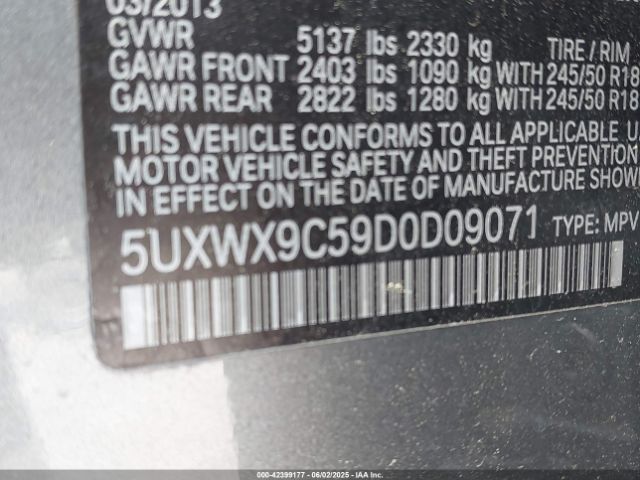 03/2013
GVWR 5137 lbs 2330 kg TIRE / RIM
GAWR FRONT 2403 lbs 1090 kg WITH 245/50 R18
GAWR REAR 2822 lbs 1280 kg WITH 245/50 R18
THIS VEHICLE CONFORMS TO ALL APPLICABLE, U
MOTOR VEHICLE SAFETY AND THEFT PREVENTION
IN EFFECT ON THE DATE OF MANUFACTURE SHOW
5UXWX9C59D0D09071 TYPE: MPV
000-42399177 - 06/02/2025 - IAAI.CA